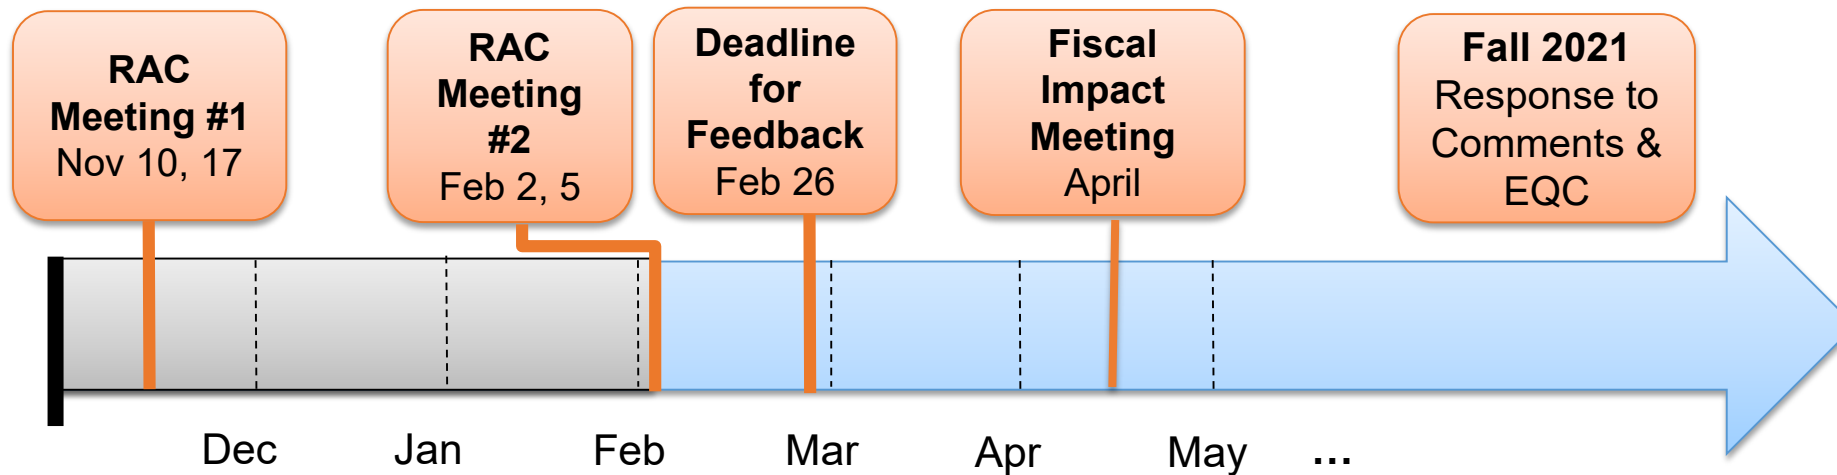 RAC
Meeting #1
Nov 10, 17
RAC
Meeting
#2
Feb 2, 5
Deadline
for
Feedback
Feb 26
Fiscal
Impact
Meeting
April
Fall 2021
Response to
Comments &
EQC
Dec
Jan
Feb
Mar
Apr
May
...